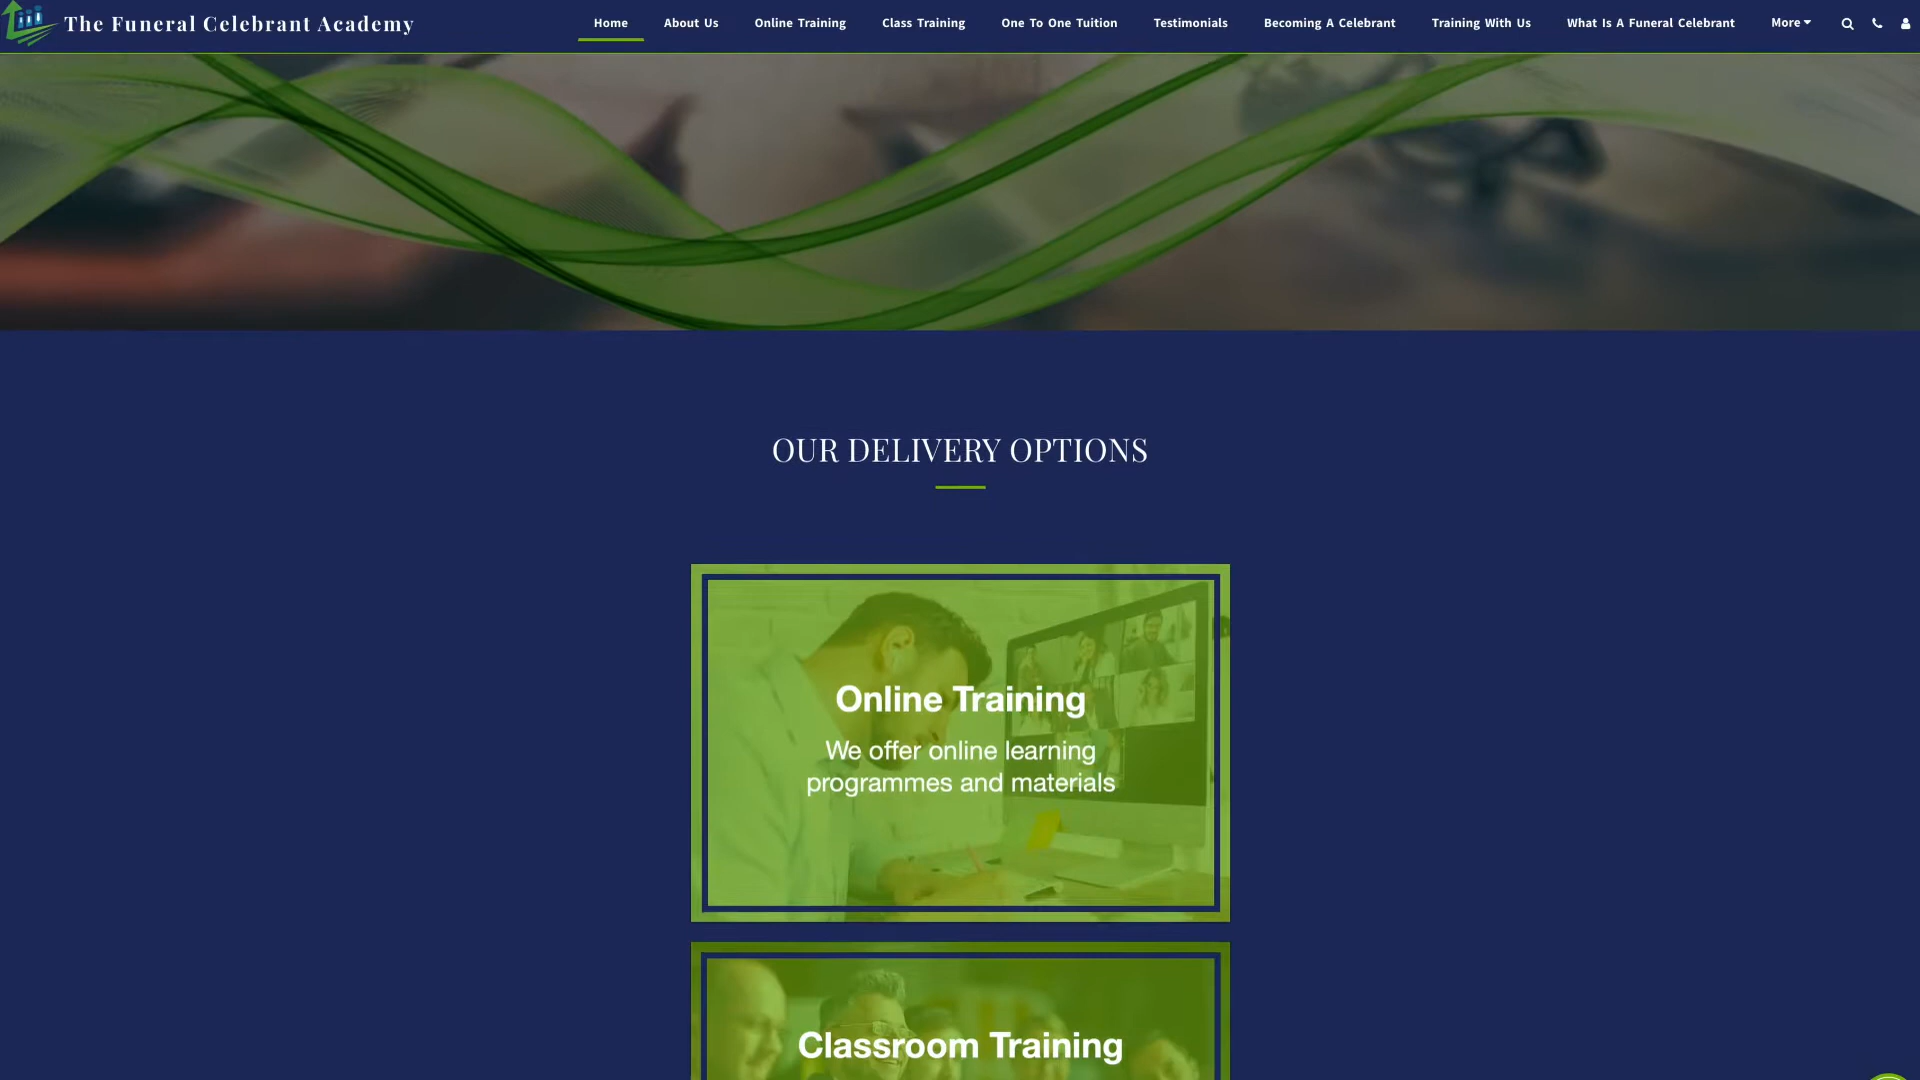 The Funeral Celebrant Academy
Home
About Us
Online Training
Class Training
One To One Tuition
Testimonials
Becoming A Celebrant
Training With Us
What Is A Funeral Celebrant
More
OUR DELIVERY OPTIONS
Online Training
We offer online learning
programmes and materials
Classroom Training